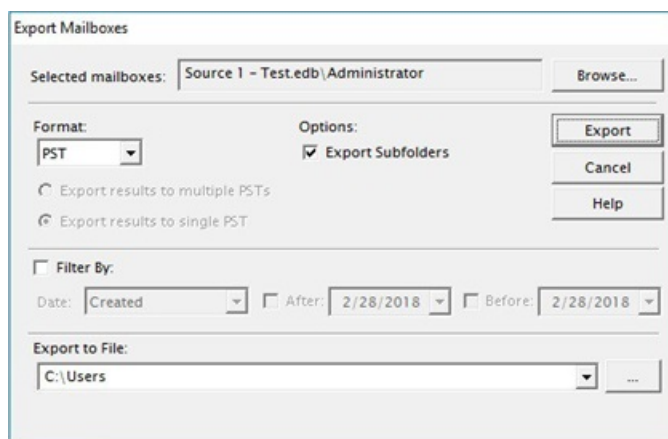 Export Mailboxes
Selected mailboxes: Source 1 - Test.edb\Administrator Browse...
Format: Options: Export
PST Export Subfolders
Cancel
Export results to multiple PSTs
Help
Export results to single PST
Filter By:
Date: Created After: 2/28/2018 Before: 2/28/2018
Export to File:
C:\Users ...